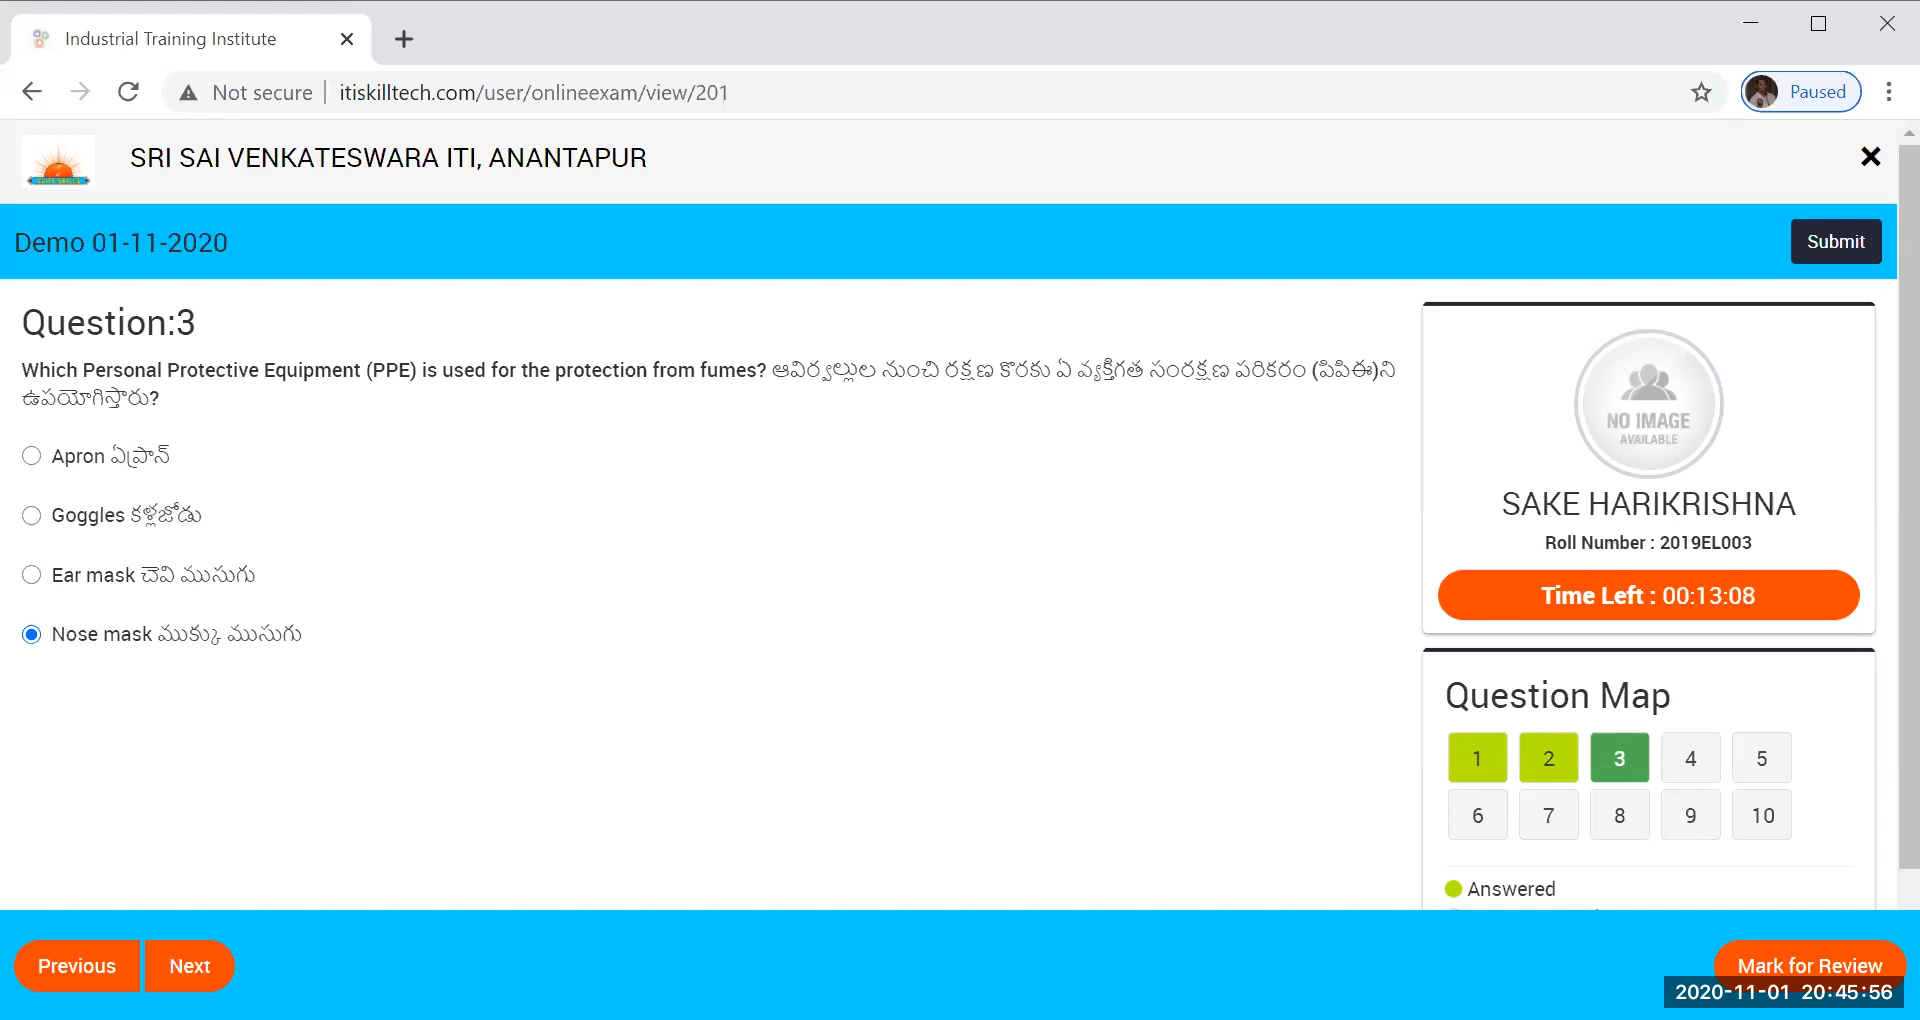 Industrial Training Institute
Not secure
itiskilltech.com/user/onlineexam/view/201
Paused
SRI SAI VENKATESWARA ITI, ANANTAPUR
Demo 01-11-2020
Submit
Question:3
Which Personal Protective Equipment (PPE) is used for the protection from fumes? ఆవిర్వల్లుల నుంచి రక్షణ కొరకు ఏ వ్యక్తిగత సంరక్షణ పరికరం (పిపిఈ)ని
ఉపయోగిస్తారు?
Apron ఏప్రాన్
Goggles కళ్లజోడు
Ear mask చెవి ముసుగు
Nose mask ముక్కు ముసుగు
NO IMAGE
AVAILABLE
SAKE HARIKRISHNA
Roll Number : 2019EL003
Time Left : 00:13:08
Question Map
1 2 3 4 5
6 7 8 9 10
Answered
Previous
Next
Mark for Review
2020-11-01 20:45:56